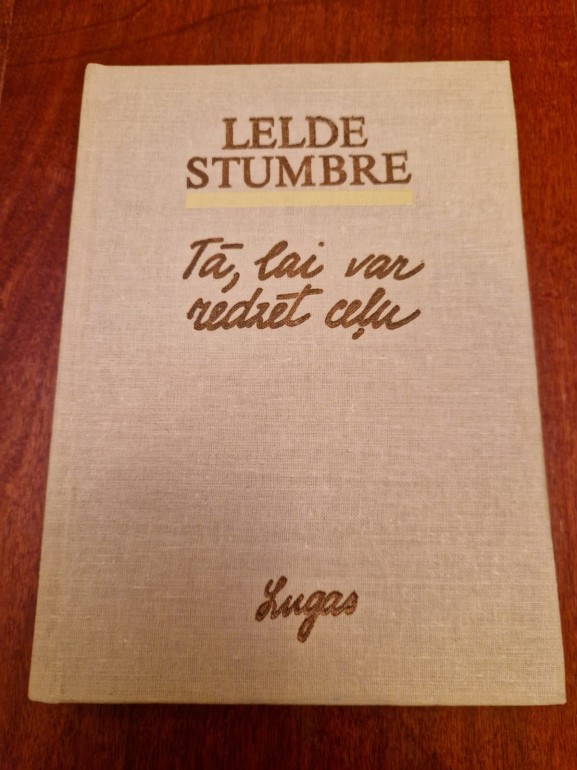 LELDE
STUMBRE
Tā, lai var
redzēt ceļu
Lugas